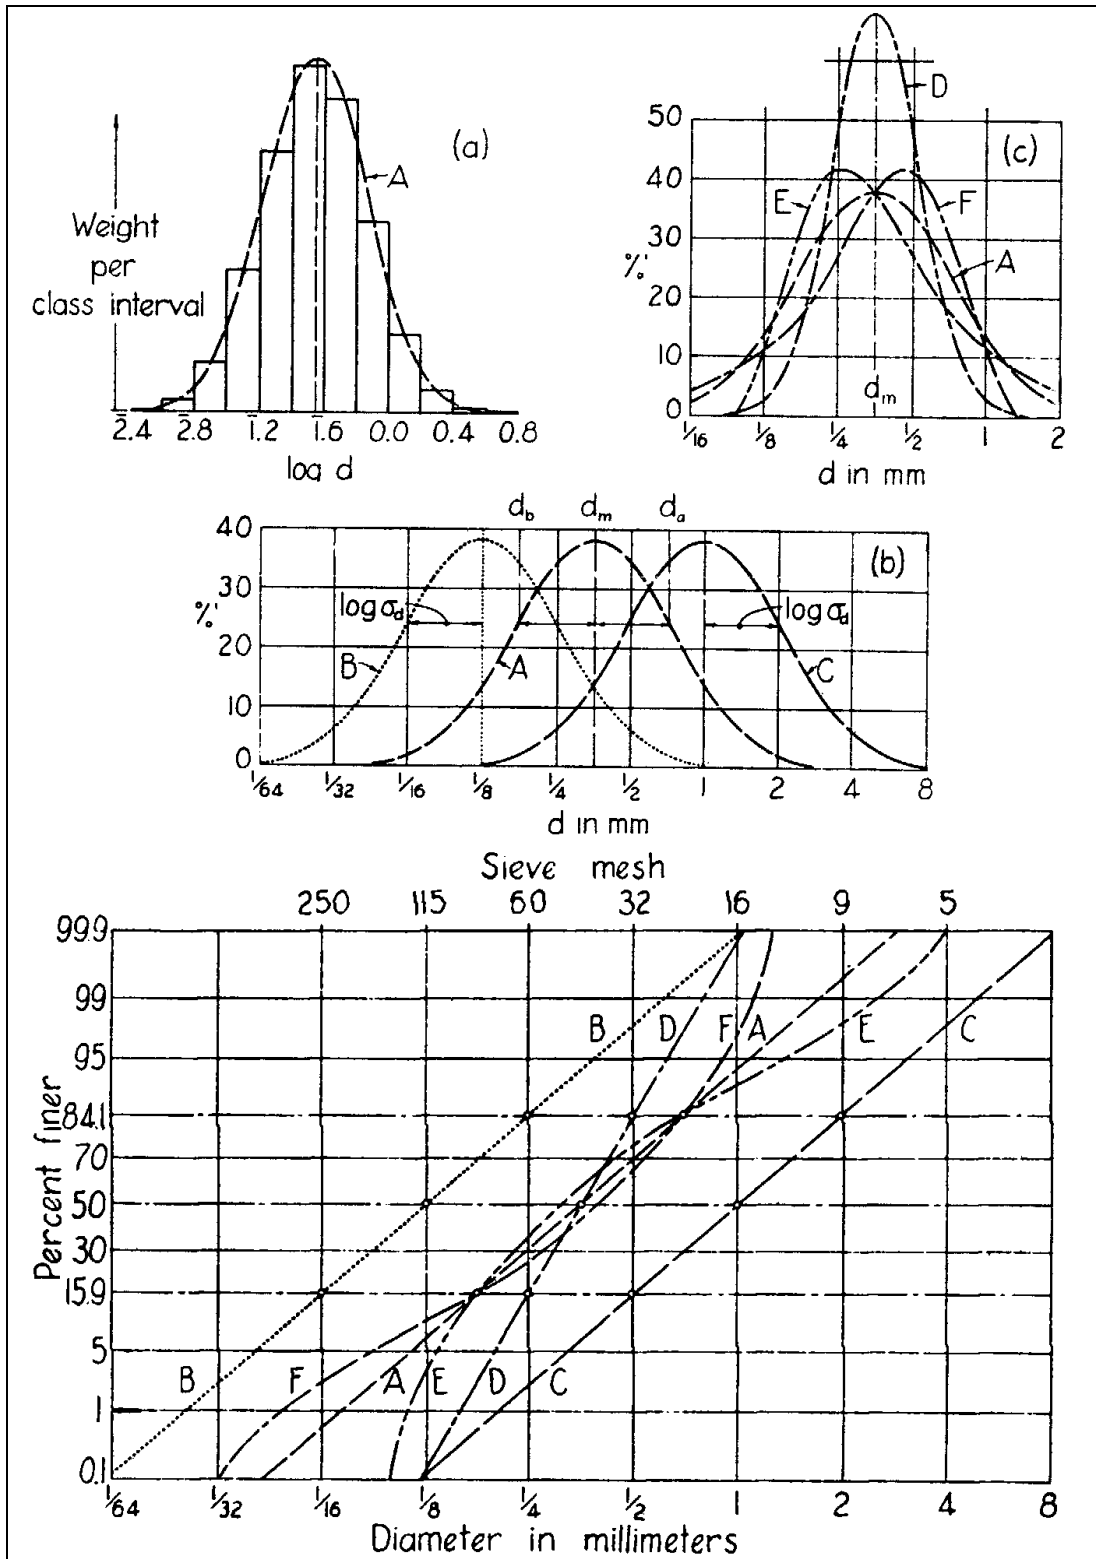 (a)
A
Weight
per
class interval
2̄.4 2̄.8 1̄.2 1̄.6 0.0 0.4 0.8
log d
(c)
D
50
40
30
20
10
0
%'
E
F
A
d_m
1/16 1/8 1/4 1/2 1 2
d in mm
d_b d_m d_a
(b)
40
30
20
10
0
%'
log σ_d
log σ_d
B
A
C
1/64 1/32 1/16 1/8 1/4 1/2 1 2 4 8
d in mm
Sieve mesh
250 115 60 32 16 9 5
99.9
99
95
84.1
70
50
30
15.9
5
1
0.1
Percent finer
B D F A E C
B F A E D C
1/64 1/32 1/16 1/8 1/4 1/2 1 2 4 8
Diameter in millimeters